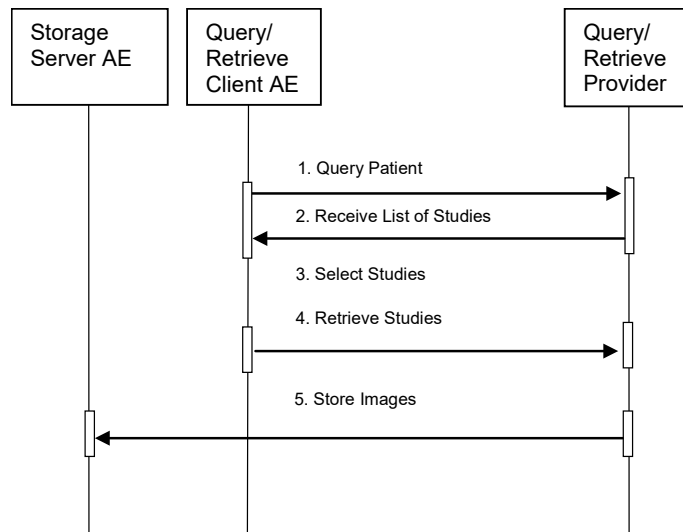 Storage
Server AE
Query/
Retrieve
Client AE
Query/
Retrieve
Provider
1. Query Patient
2. Receive List of Studies
3. Select Studies
4. Retrieve Studies
5. Store Images